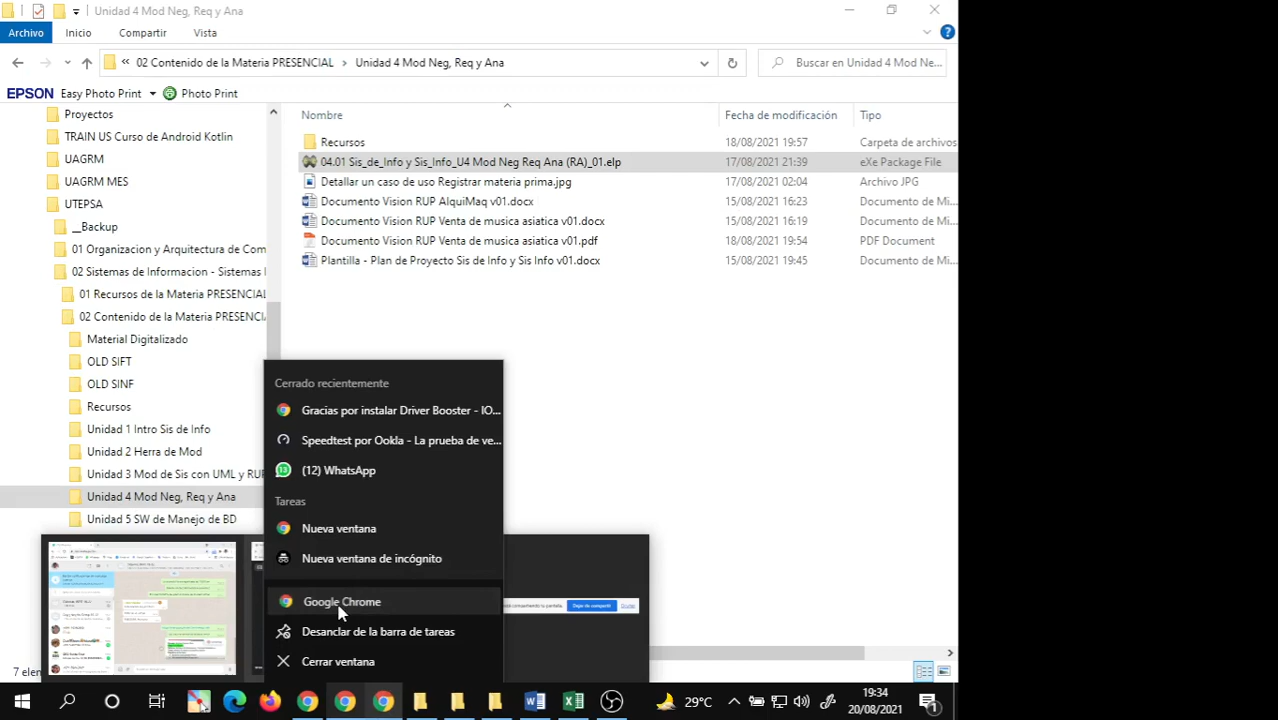 Unidad 4 Mod Neg, Req y Ana
Archivo Inicio Compartir Vista
« 02 Contenido de la Materia PRESENCIAL > Unidad 4 Mod Neg, Req y Ana
Buscar en Unidad 4 Mod Ne...
EPSON Easy Photo Print Photo Print
Proyectos
TRAIN US Curso de Android Kotlin
UAGRM
UAGRM MES
UTEPSA
__Backup
01 Organizacion y Arquitectura de Com
02 Sistemas de Informacion - Sistemas I
01 Recursos de la Materia PRESENCIAL
02 Contenido de la Materia PRESENCIA
Material Digitalizado
OLD SIFT
OLD SINF
Recursos
Unidad 1 Intro Sis de Info
Unidad 2 Herra de Mod
Unidad 3 Mod de Sis con UML y RUP
Unidad 4 Mod Neg, Req y Ana
Unidad 5 SW de Manejo de BD
Nombre Fecha de modificación Tipo
Recursos 18/08/2021 19:57 Carpeta de archivos
04.01 Sis_de_Info y Sis_Info_U4 Mod Neg Req Ana (RA)_01.elp 17/08/2021 21:39 eXe Package File
Detallar un caso de uso Registrar materia prima.jpg 17/08/2021 02:04 Archivo JPG
Documento Vision RUP AlquiMaq v01.docx 15/08/2021 16:23 Documento de Mi...
Documento Vision RUP Venta de musica asiatica v01.docx 15/08/2021 16:19 Documento de Mi...
Documento Vision RUP Venta de musica asiatica v01.pdf 18/08/2021 19:54 PDF Document
Plantilla - Plan de Proyecto Sis de Info y Sis Info v01.docx 15/08/2021 19:45 Documento de Mi...
Cerrado recientemente
Gracias por instalar Driver Booster - IO...
Speedtest por Ookla - La prueba de ve...
(12) WhatsApp
Tareas
Nueva ventana
Nueva ventana de incógnito
Google Chrome
Desanclar de la barra de tareas
Cerrar ventana
compartiendo tu pantalla. Dejar de compartir Ocultar
7 elem
29°C
19:34
20/08/2021
1